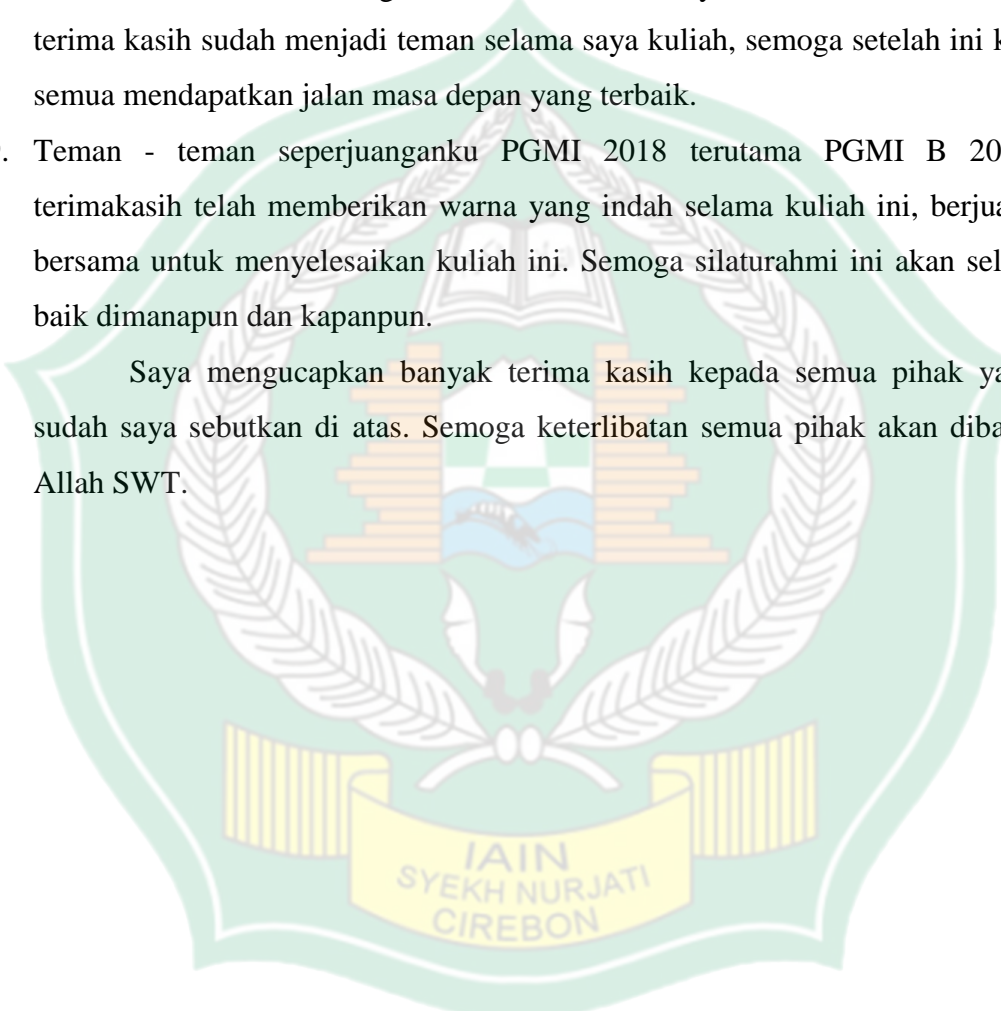 terima kasih sudah menjadi teman selama saya kuliah, semoga setelah ini
semua mendapatkan jalan masa depan yang terbaik.
Teman - teman seperjuanganku PGMI 2018 terutama PGMI B
terimakasih telah memberikan warna yang indah selama kuliah ini,
bersama untuk menyelesaikan kuliah ini. Semoga silaturahmi ini akan
baik dimanapun dan kapanpun.
Saya mengucapkan banyak terima kasih kepada semua pihak
sudah saya sebutkan di atas. Semoga keterlibatan semua pihak akan
Allah SWT.
IAIN
SYEKH NURJATI
CIREBON